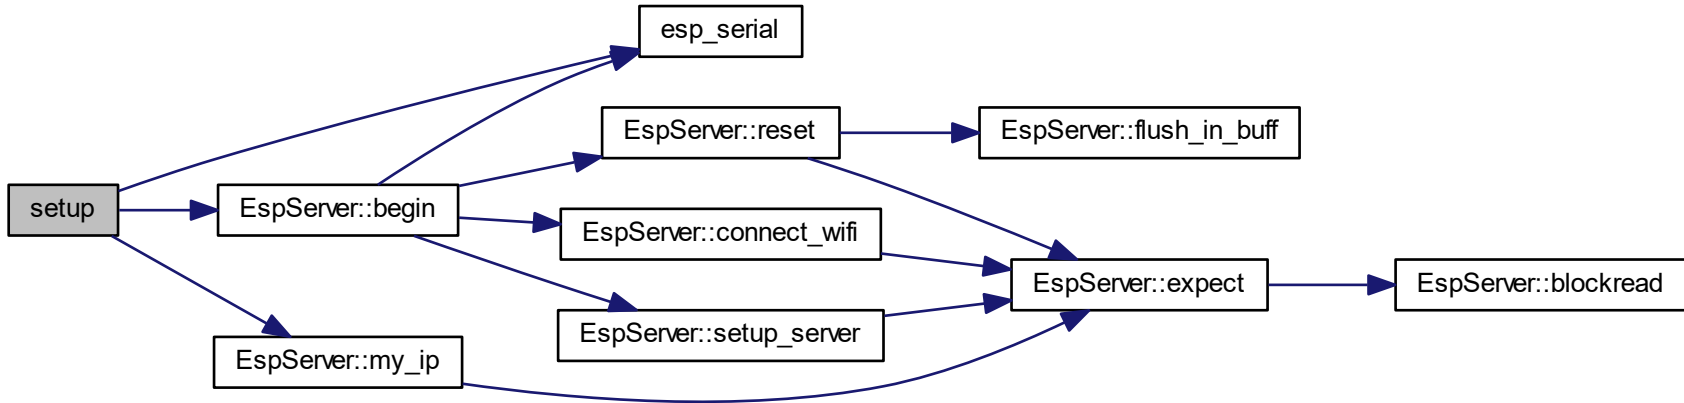 esp_serial
EspServer::reset
EspServer::flush_in_buff
setup
EspServer::begin
EspServer::connect_wifi
EspServer::expect
EspServer::blockread
EspServer::setup_server
EspServer::my_ip